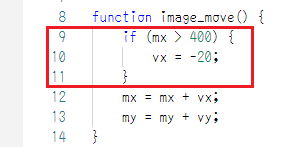 8 function image_move() {
9 if (mx > 400) {
10 vx = -20;
11 }
12 mx = mx + vx;
13 my = my + vy;
14 }